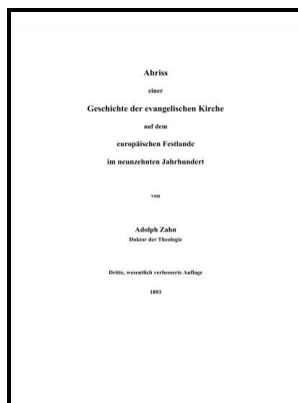 Abriss
einer
Geschichte der evangelischen Kirche
auf dem
europäischen Festlande
im neunzehnten Jahrhundert
von
Adolph Zahn
Doktor der Theologie
Dritte, wesentlich verbesserte Auflage
1893